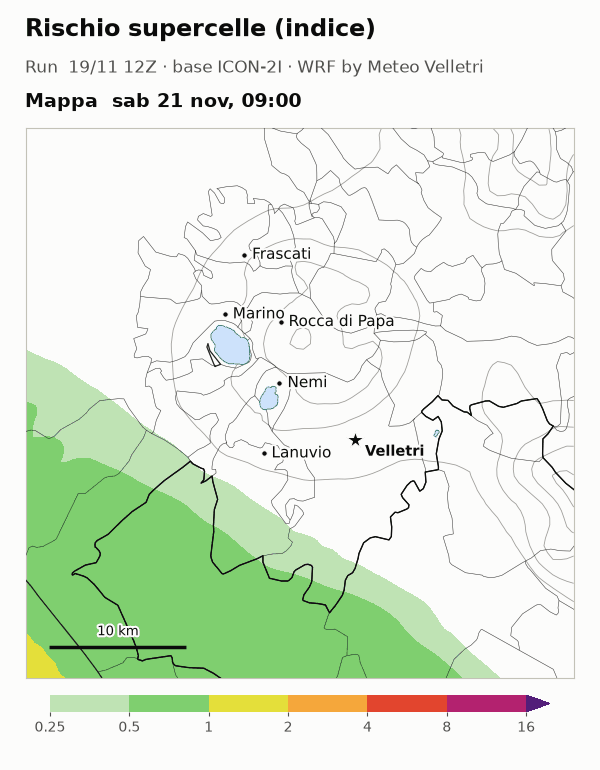 Rischio supercelle (indice)
Run  19/11 12Z · base ICON-2I · WRF by Meteo Velletri
Mappa  sab 21 nov, 09:00
Frascati
Marino
Rocca di Papa
Nemi
Velletri
Lanuvio
10 km
0.25 0.5 1 2 4 8 16